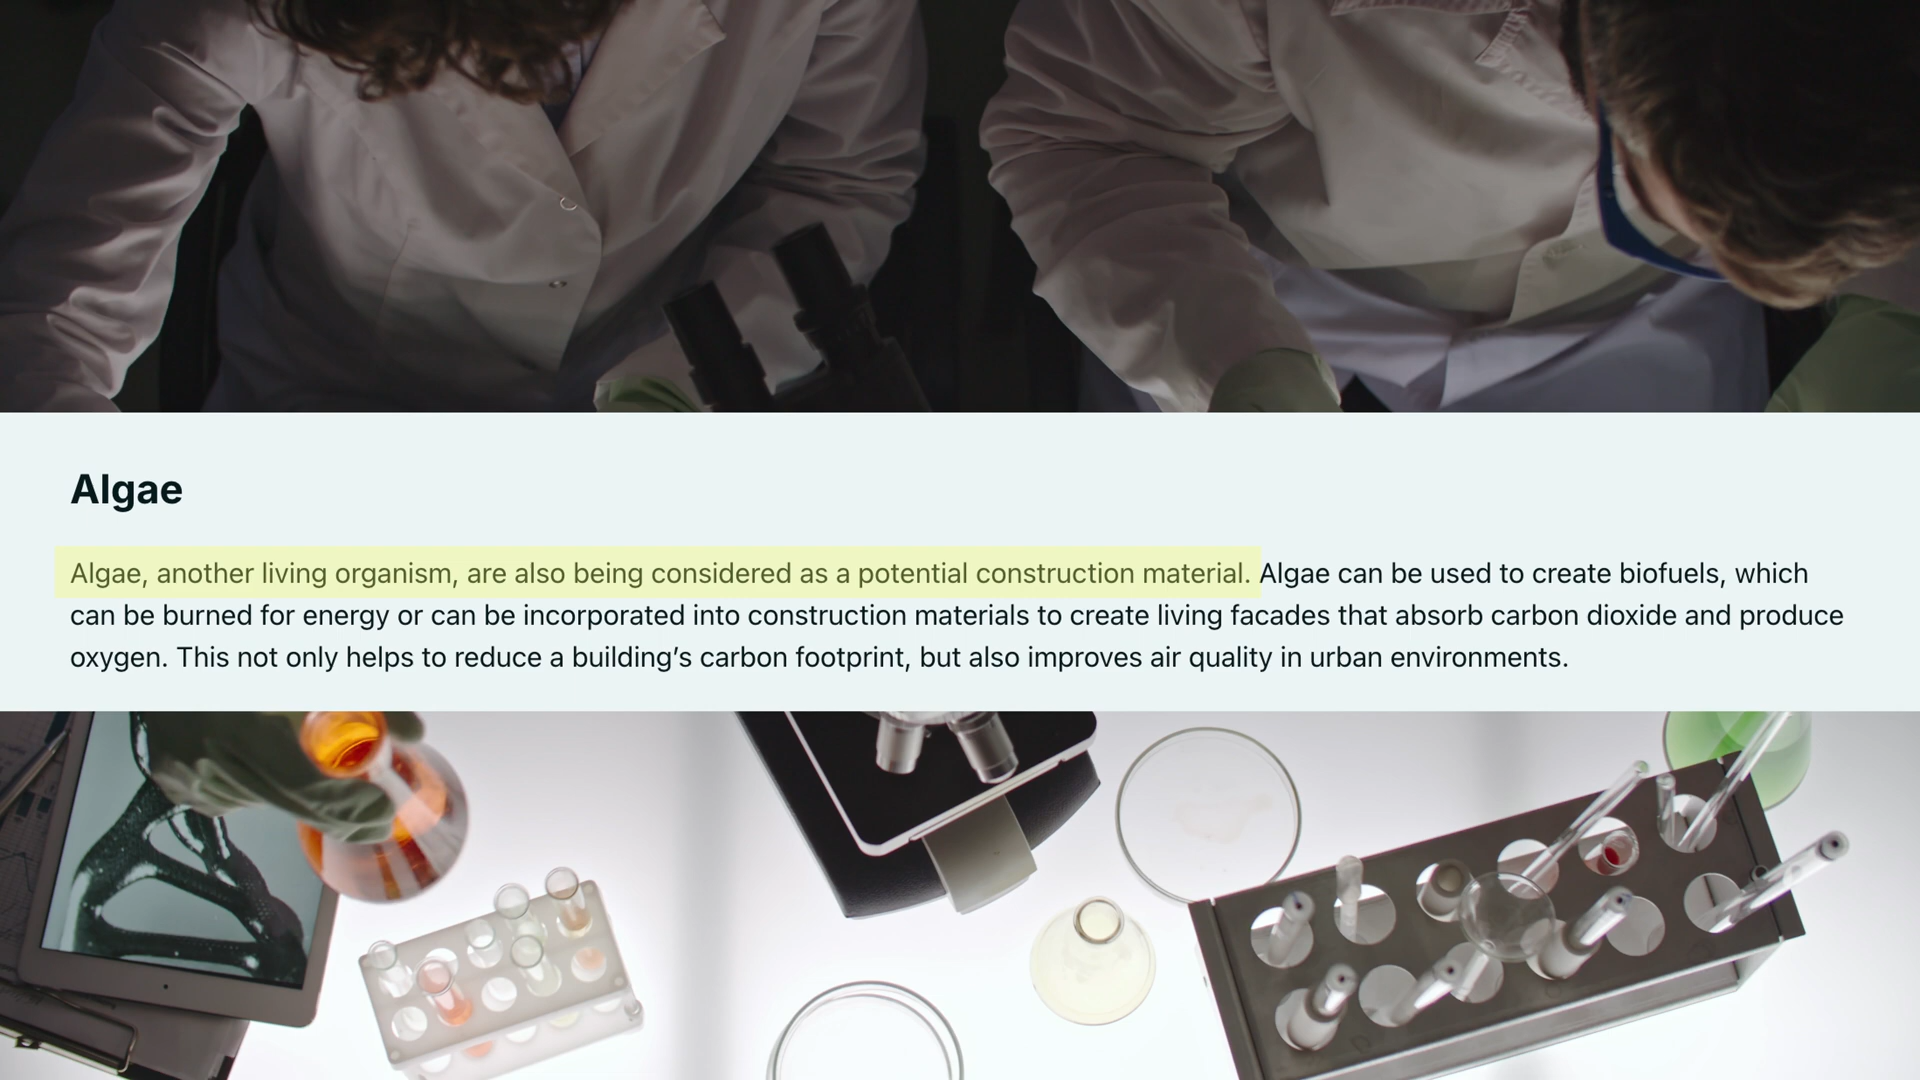 Algae
Algae, another living organism, are also being considered as a potential construction material. Algae can be used to create biofuels, which
can be burned for energy or can be incorporated into construction materials to create living facades that absorb carbon dioxide and produce
oxygen. This not only helps to reduce a building’s carbon footprint, but also improves air quality in urban environments.